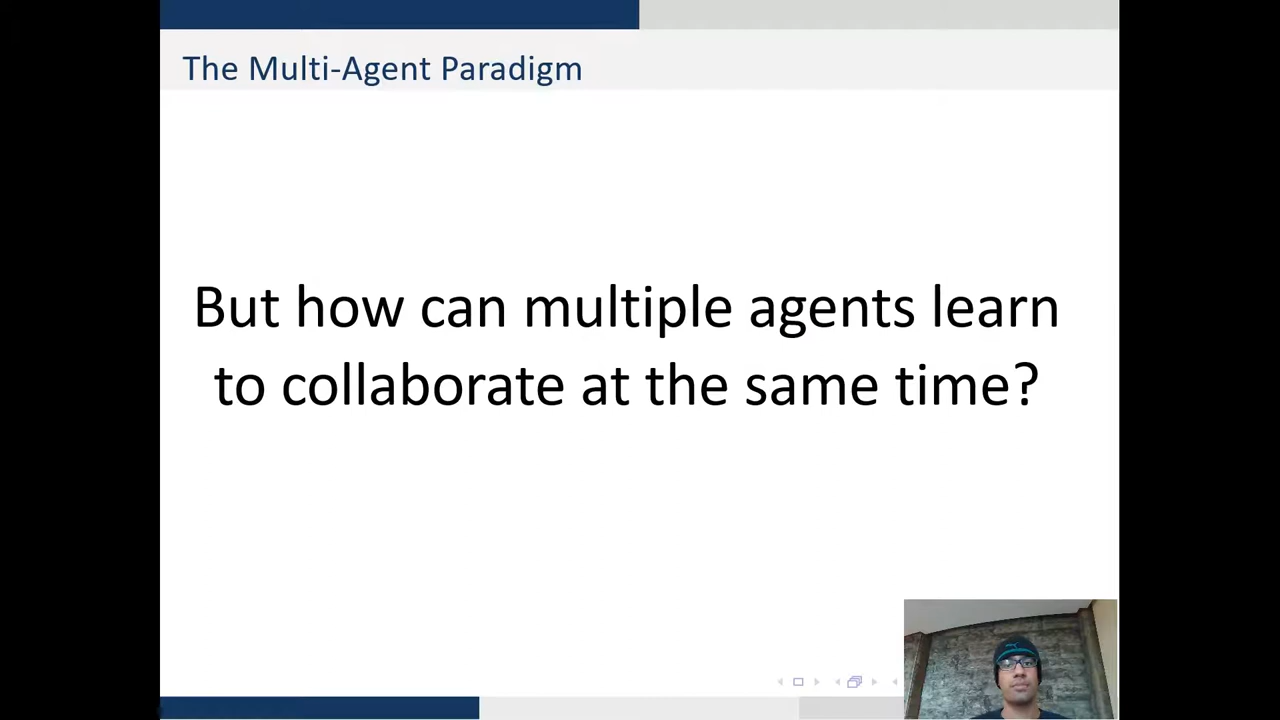 The Multi-Agent Paradigm
But how can multiple agents learn
to collaborate at the same time?